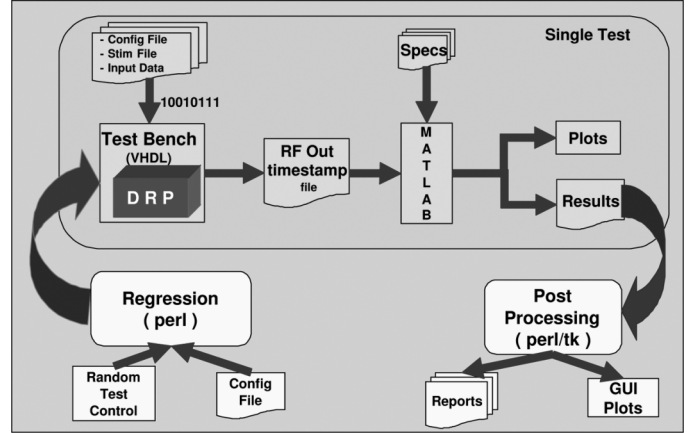 Single Test
- Config File
- Stim File
- Input Data
Specs
10010111
Test Bench
(VHDL)
D R P
RF Out
timestamp
file
M
A
T
L
A
B
Plots
Results
Regression
( perl )
Random
Test
Control
Config
File
Post
Processing
( perl/tk )
Reports
GUI
Plots